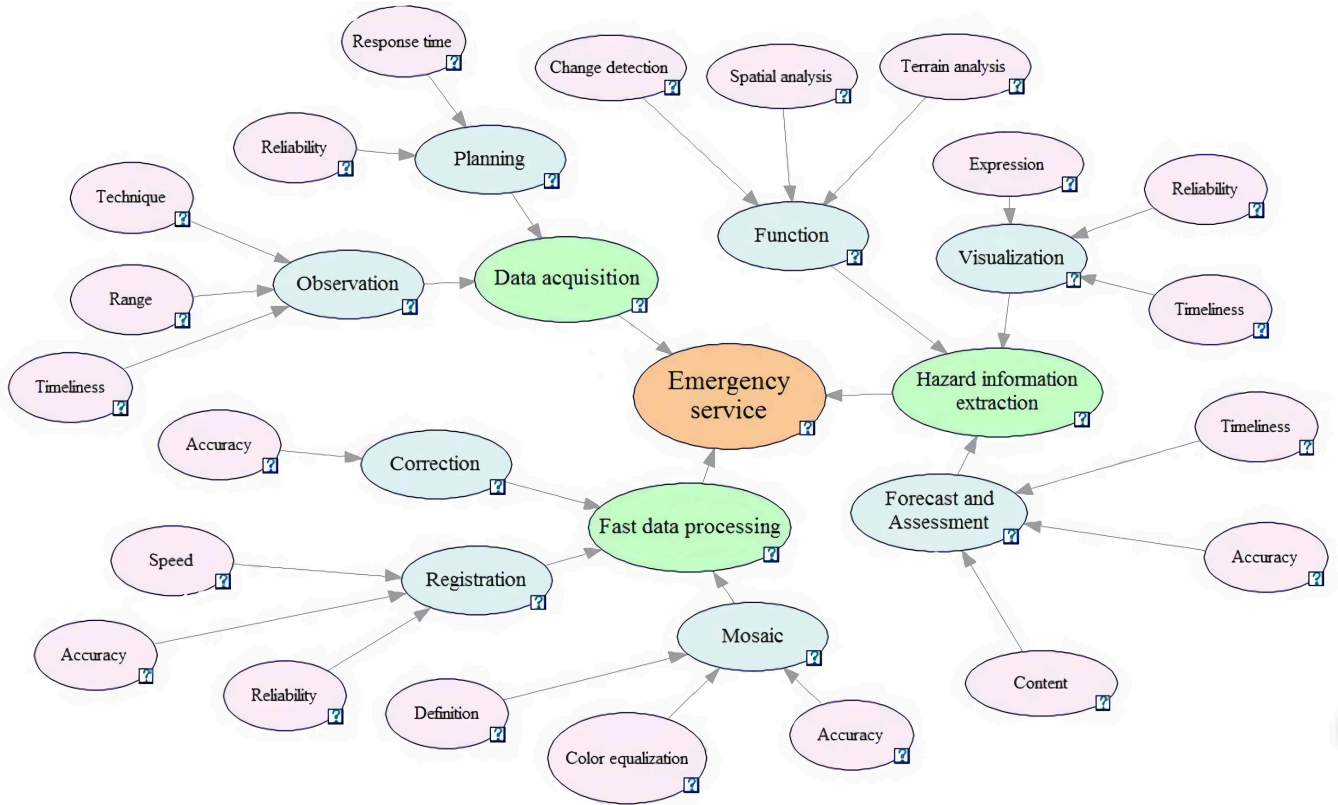 Response time
Change detection
Spatial analysis
Terrain analysis
Reliability
Planning
Expression
Reliability
Technique
Function
Visualization
Observation
Data acquisition
Range
Timeliness
Timeliness
Emergency
service
Hazard information
extraction
Accuracy
Correction
Timeliness
Forecast and
Assessment
Fast data processing
Speed
Registration
Accuracy
Accuracy
Mosaic
Reliability
Definition
Content
Color equalization
Accuracy